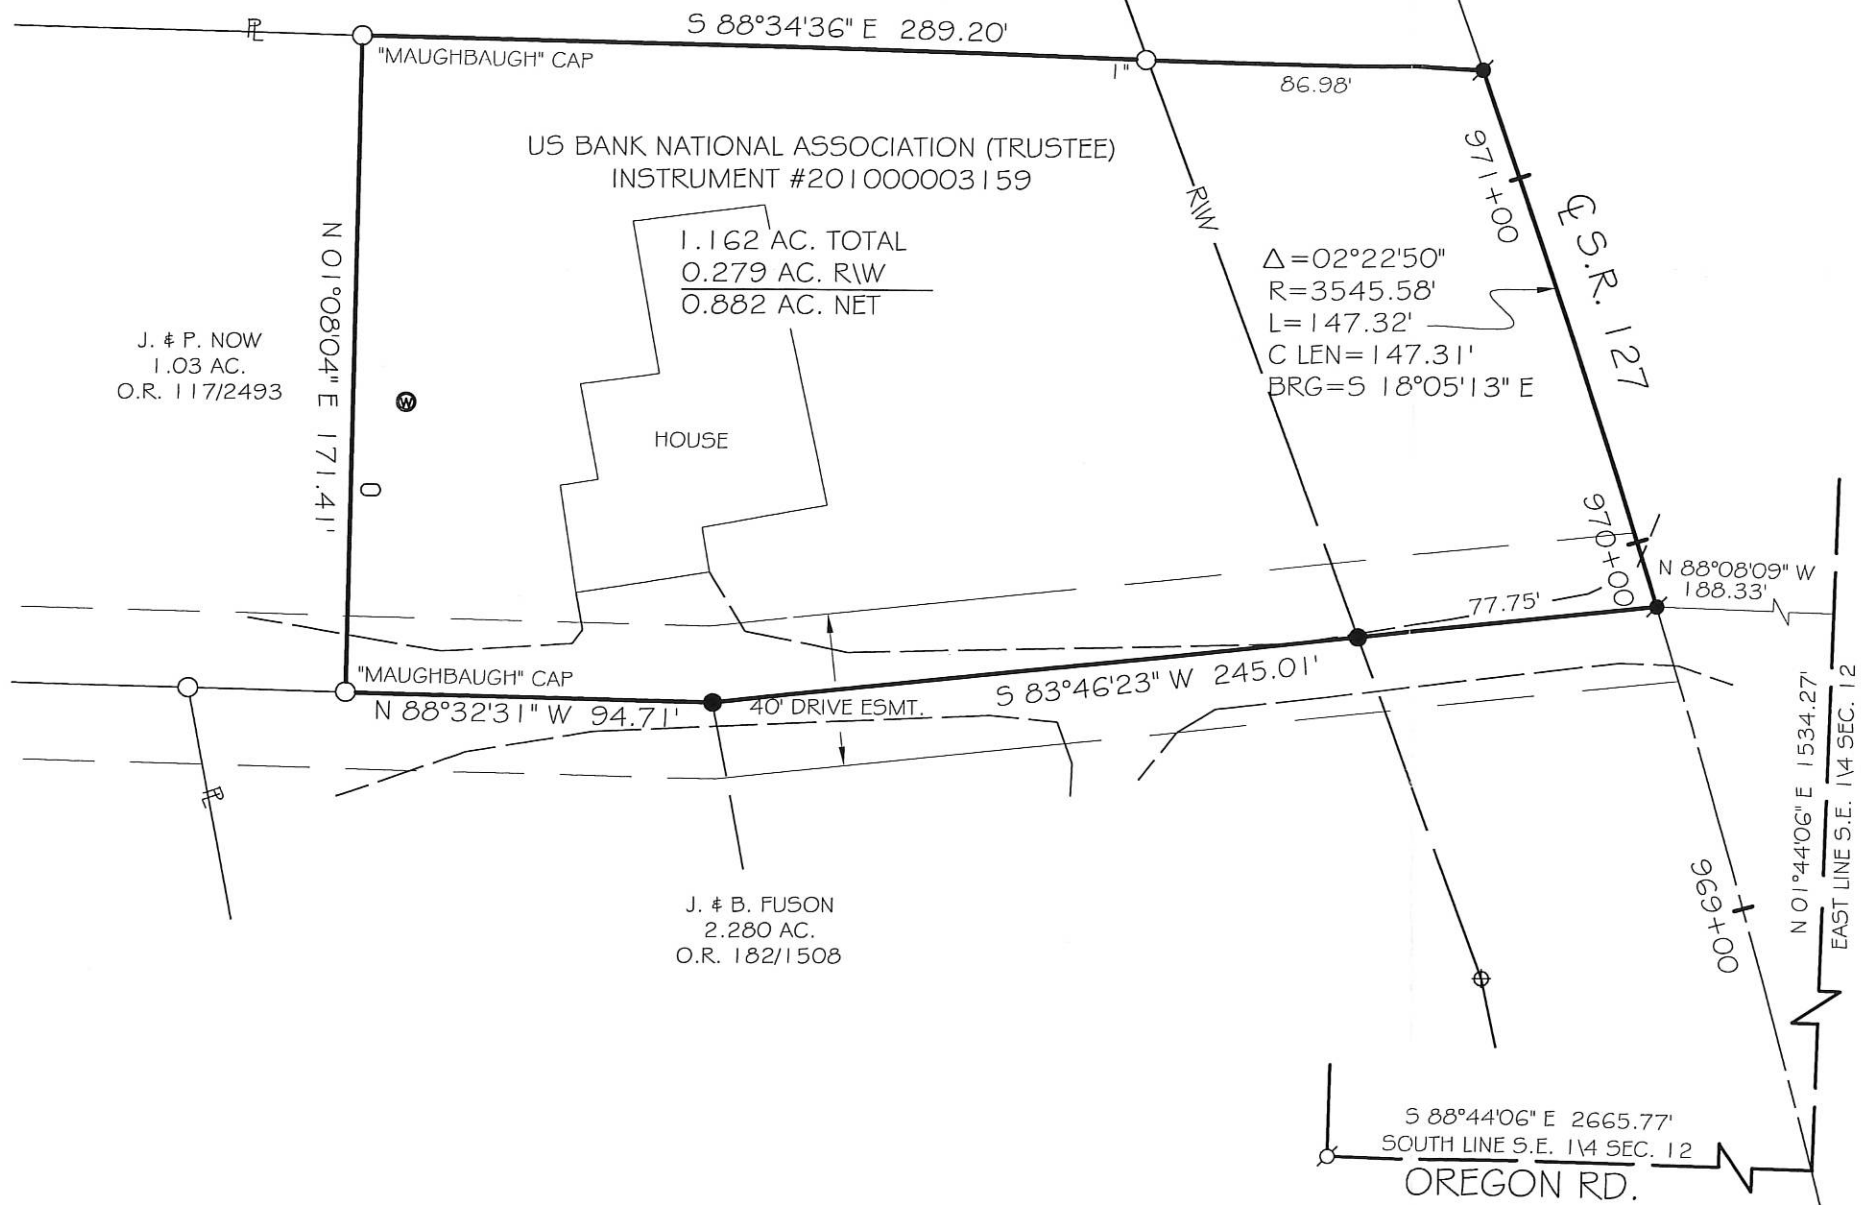 PL
S 88°34'36" E 289.20'
"MAUGHBAUGH" CAP
1"
86.98'
US BANK NATIONAL ASSOCIATION (TRUSTEE)
INSTRUMENT #201000003159
971+00
R\W
℄ S.R. 127
1.162 AC. TOTAL
0.279 AC. R\W
0.882 AC. NET
Δ=02°22'50"
R=3545.58'
L=147.32'
C LEN=147.31'
BRG=S 18°05'13" E
N 01°08'04" E 171.41'
J. & P. NOW
1.03 AC.
O.R. 117/2493
W
HOUSE
970+00
N 88°08'09" W
188.33'
77.75'
"MAUGHBAUGH" CAP
N 88°32'31" W 94.71'
40' DRIVE ESMT.
S 83°46'23" W 245.01'
PL
J. & B. FUSON
2.280 AC.
O.R. 182/1508
969+00
N 01°44'06" E 1534.27'
EAST LINE S.E. 1\4 SEC. 12
S 88°44'06" E 2665.77'
SOUTH LINE S.E. 1\4 SEC. 12
OREGON RD.